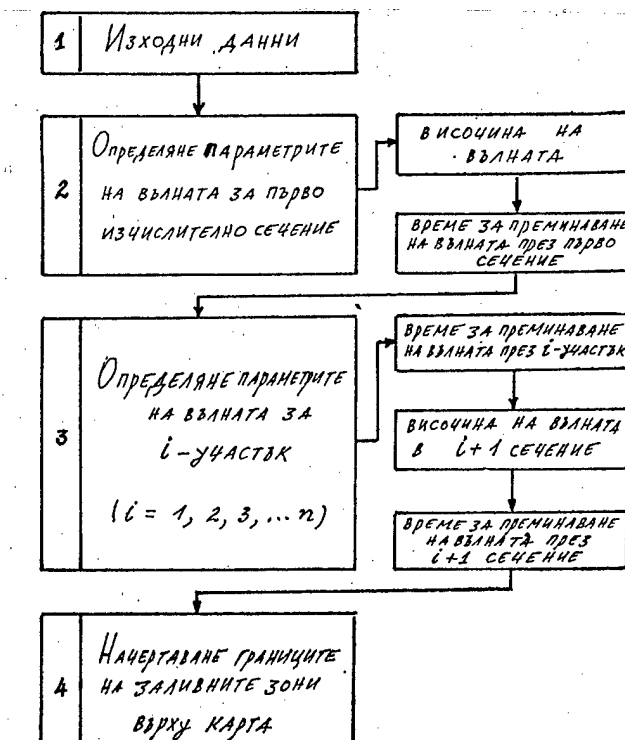 1 Изходни данни
2
Определяне параметрите
на вълната за първо
изчислително сечение
височина на
вълната
време за преминаване
на вълната през първо
сечение
3
Определяне параметрите
на вълната за
i-участък
(i = 1, 2, 3, ... n)
време за преминаване
на вълната през i-участък
височина на вълната
в i+1 сечение
време за преминаване
на вълната през
i+1 сечение
4
Начертаване границите
на заливните зони
върху карта